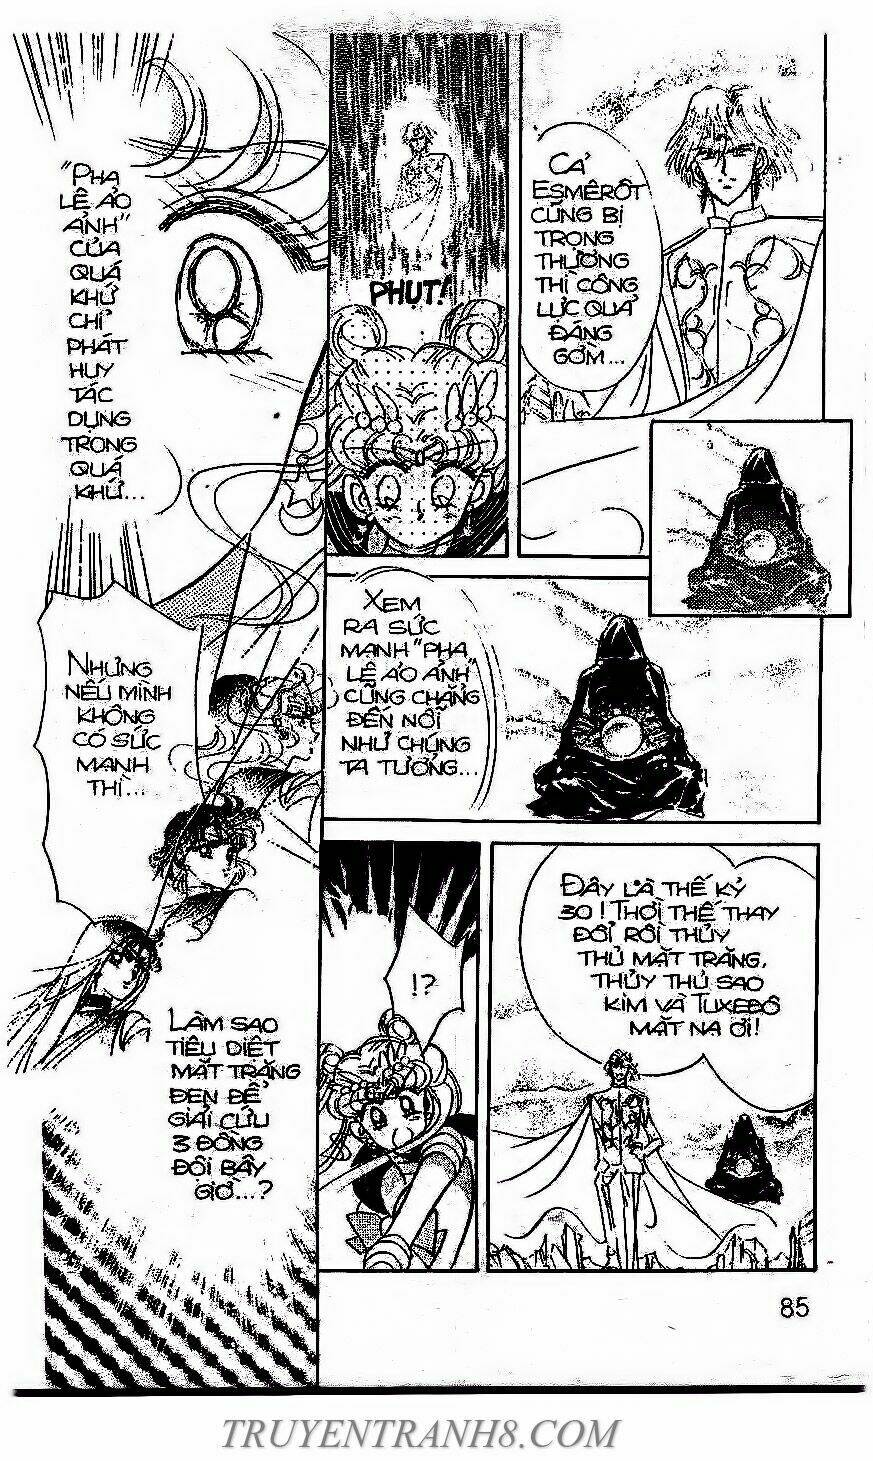 CẢ
ESMÊRỐT
CŨNG BỊ
TRỌNG
THƯƠNG
THÌ CÔNG
LỰC QUẢ
ĐÁNG
GỜM...
PHỤT!
XEM
RA SỨC
MẠNH "PHA
LÊ ẢO ẢNH"
CŨNG CHẲNG
ĐẾN NỖI
NHƯ CHÚNG
TA TƯỞNG...
ĐÂY LÀ THẾ KỶ
30! THỜI THẾ THAY
ĐỔI RỒI THỦY
THỦ MẶT TRĂNG,
THỦY THỦ SAO
KIM VÀ TUXEĐÔ
MẶT NẠ ƠI!
!?
"PHA
LÊ ẢO
ẢNH"
CỦA
QUÁ
KHỨ
CHỈ
PHÁT
HUY
TÁC
DỤNG
TRONG
QUÁ
KHỨ...
NHƯNG
NẾU MÌNH
KHÔNG
CÓ SỨC
MẠNH
THÌ...
LÀM SAO
TIÊU DIỆT
MẶT TRĂNG
ĐEN ĐỂ
GIẢI CỨU
3 ĐỒNG
ĐỘI BÂY
GIỜ...?
85
TRUYENTRANH8.COM